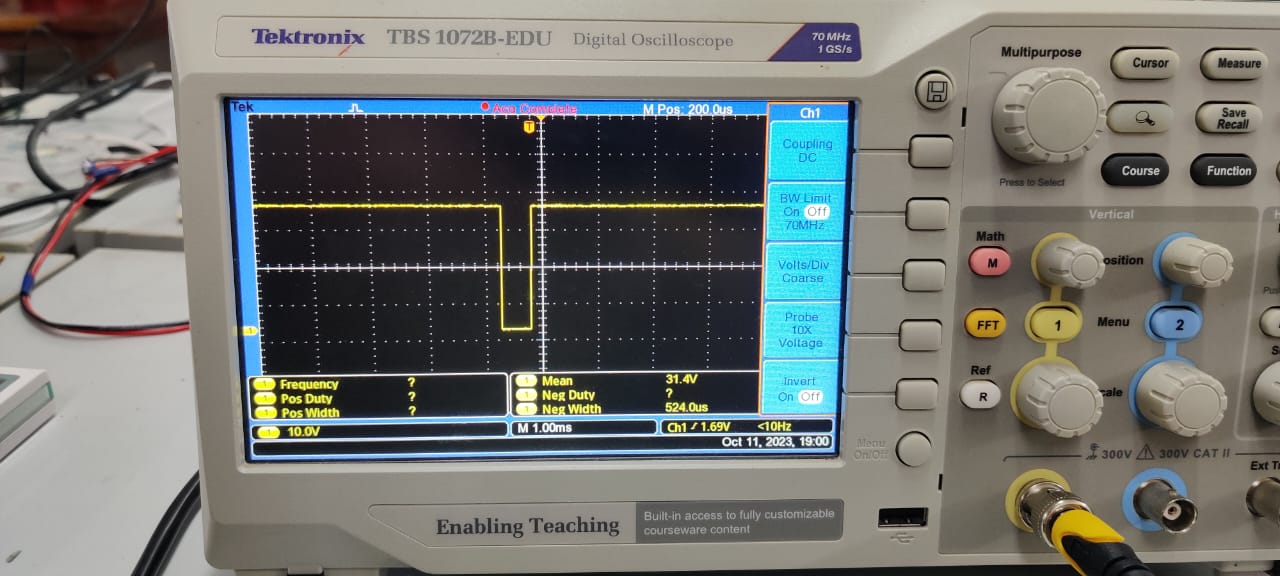 Tektronix TBS 1072B-EDU Digital Oscilloscope 70 MHz
1 GS/s
Tek Acq Complete M Pos: 200.0us Ch1
T
Coupling
DC
BW Limit
On Off
70MHz
Volts/Div
Coarse
Probe
10X
Voltage
Invert
On Off
1
1 Frequency ?
1 Pos Duty ?
1 Pos Width ?
1 Mean 31.4V
1 Neg Duty ?
1 Neg Width 524.0us
1 10.0V M 1.00ms Ch1 1.69V <10Hz
Oct 11, 2023, 19:00
Menu
On/Off
Enabling Teaching
Built-in access to fully customizable
courseware content
Multipurpose
Press to Select
Cursor Measure
Save
Recall
Course Function
Vertical
Math
M
FFT
Ref
R
1 Menu 2
300V 300V CAT II